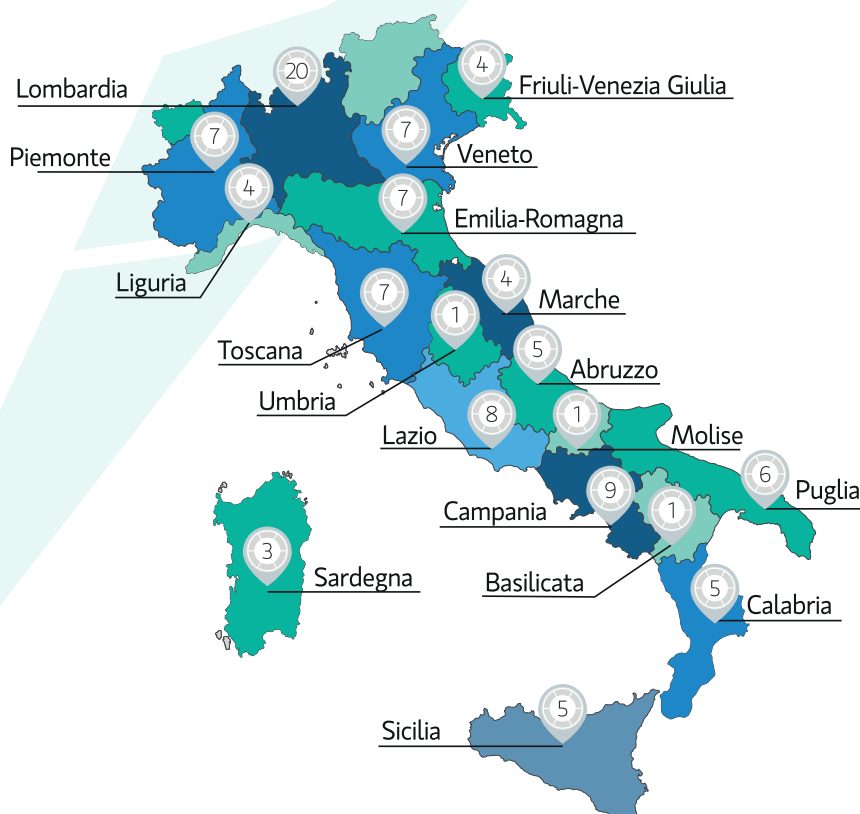 20
Lombardia
4
Friuli-Venezia Giulia
7
Piemonte
7
Veneto
4
Liguria
7
Emilia-Romagna
4
Marche
7
Toscana
1
Umbria
5
Abruzzo
8
Lazio
1
Molise
6
Puglia
9
Campania
1
Basilicata
3
Sardegna
5
Calabria
5
Sicilia